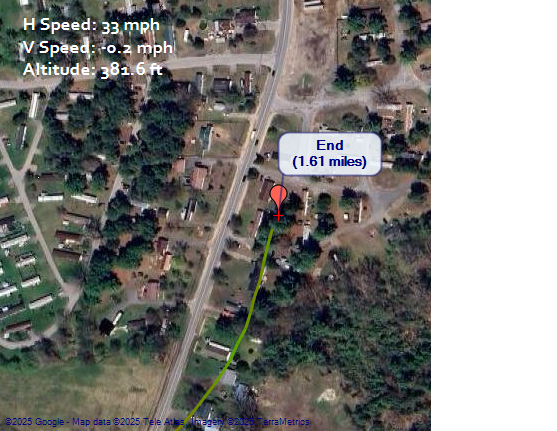 H Speed: 33 mph
V Speed: -0.2 mph
Altitude: 381.6 ft
End
(1.61 miles)
©2025 Google - Map data ©2025 Tele Atlas, Imagery ©2025 TerraMetrics